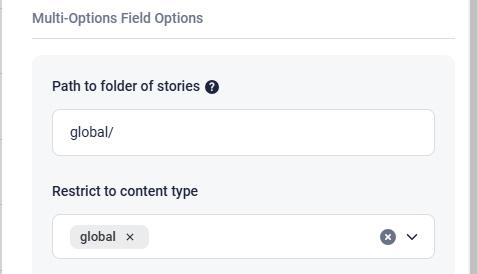 Multi-Options Field Options
Path to folder of stories ?
global/
Restrict to content type
global